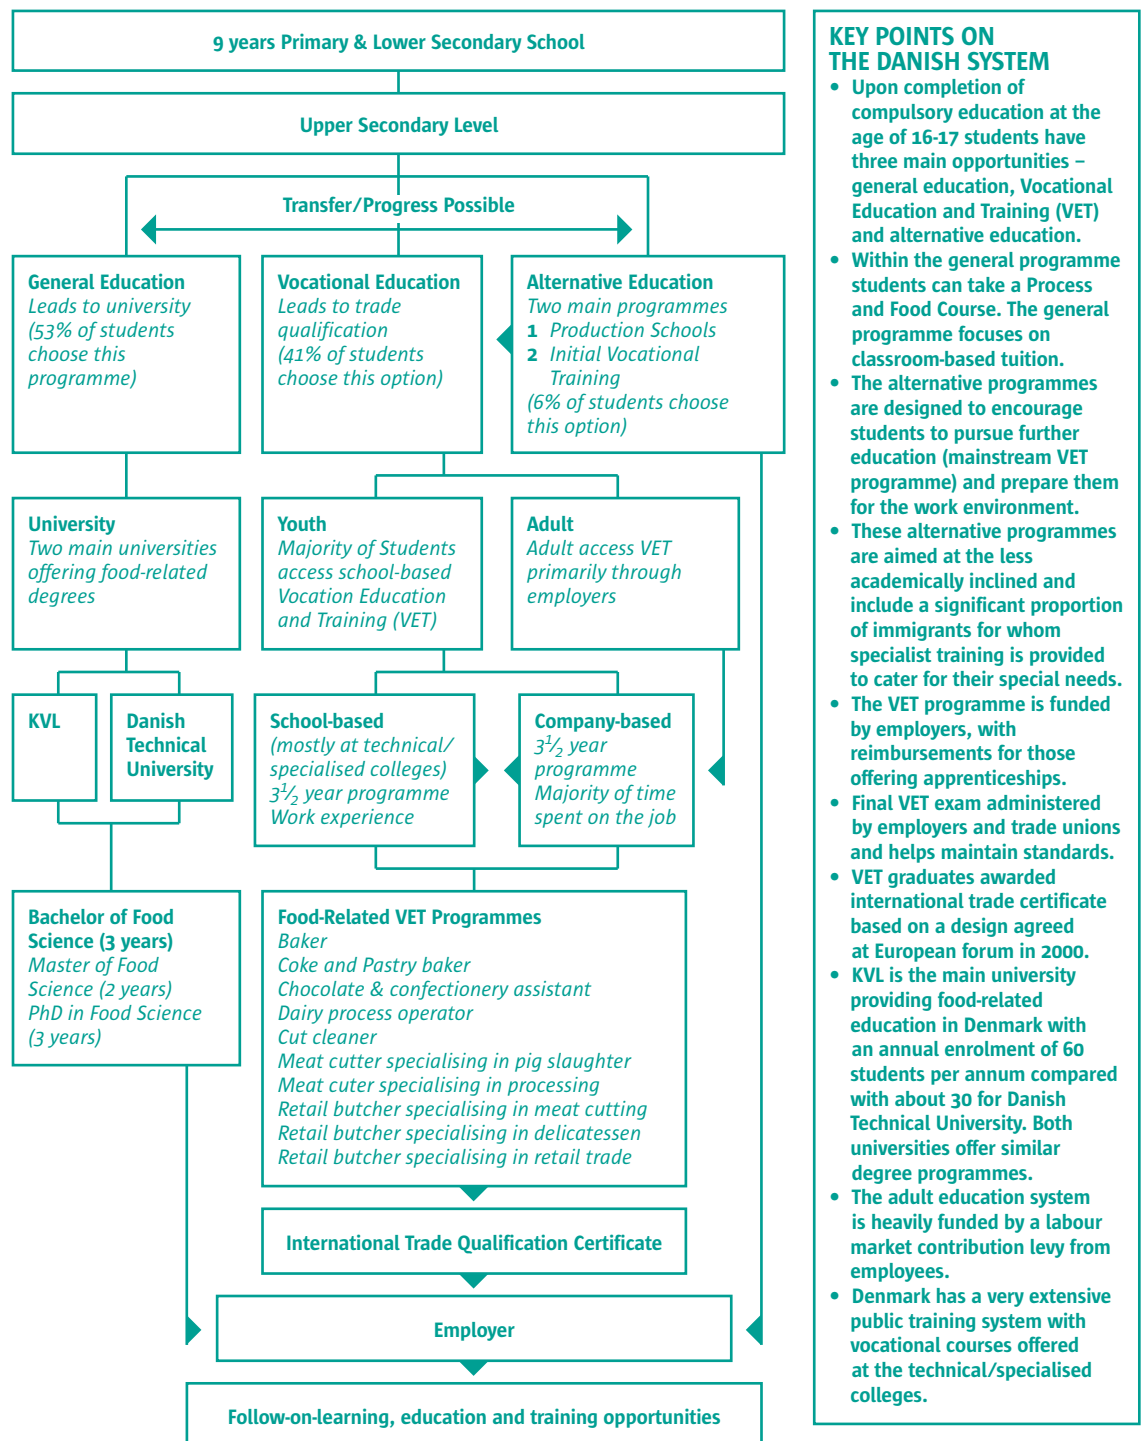 9 years Primary & Lower Secondary School
Upper Secondary Level
Transfer/Progress Possible
General Education
Leads to university
(53% of students
choose this
programme)
Vocational Education
Leads to trade
qualification
(41% of students
choose this option)
Alternative Education
Two main programmes
1 Production Schools
2 Initial Vocational
Training
(6% of students choose
this option)
University
Two main universities
offering food-related
degrees
Youth
Majority of Students
access school-based
Vocation Education
and Training (VET)
Adult
Adult access VET
primarily through
employers
KVL
Danish
Technical
University
School-based
(mostly at technical/
specialised colleges)
3½ year programme
Work experience
Company-based
3½ year
programme
Majority of time
spent on the job
Bachelor of Food
Science (3 years)
Master of Food
Science (2 years)
PhD in Food Science
(3 years)
Food-Related VET Programmes
Baker
Coke and Pastry baker
Chocolate & confectionery assistant
Dairy process operator
Cut cleaner
Meat cutter specialising in pig slaughter
Meat cuter specialising in processing
Retail butcher specialising in meat cutting
Retail butcher specialising in delicatessen
Retail butcher specialising in retail trade
International Trade Qualification Certificate
Employer
Follow-on-learning, education and training opportunities
KEY POINTS ON
THE DANISH SYSTEM
• Upon completion of
compulsory education at the
age of 16-17 students have
three main opportunities –
general education, Vocational
Education and Training (VET)
and alternative education.
• Within the general programme
students can take a Process
and Food Course. The general
programme focuses on
classroom-based tuition.
• The alternative programmes
are designed to encourage
students to pursue further
education (mainstream VET
programme) and prepare them
for the work environment.
• These alternative programmes
are aimed at the less
academically inclined and
include a significant proportion
of immigrants for whom
specialist training is provided
to cater for their special needs.
• The VET programme is funded
by employers, with
reimbursements for those
offering apprenticeships.
• Final VET exam administered
by employers and trade unions
and helps maintain standards.
• VET graduates awarded
international trade certificate
based on a design agreed
at European forum in 2000.
• KVL is the main university
providing food-related
education in Denmark with
an annual enrolment of 60
students per annum compared
with about 30 for Danish
Technical University. Both
universities offer similar
degree programmes.
• The adult education system
is heavily funded by a labour
market contribution levy from
employees.
• Denmark has a very extensive
public training system with
vocational courses offered
at the technical/specialised
colleges.